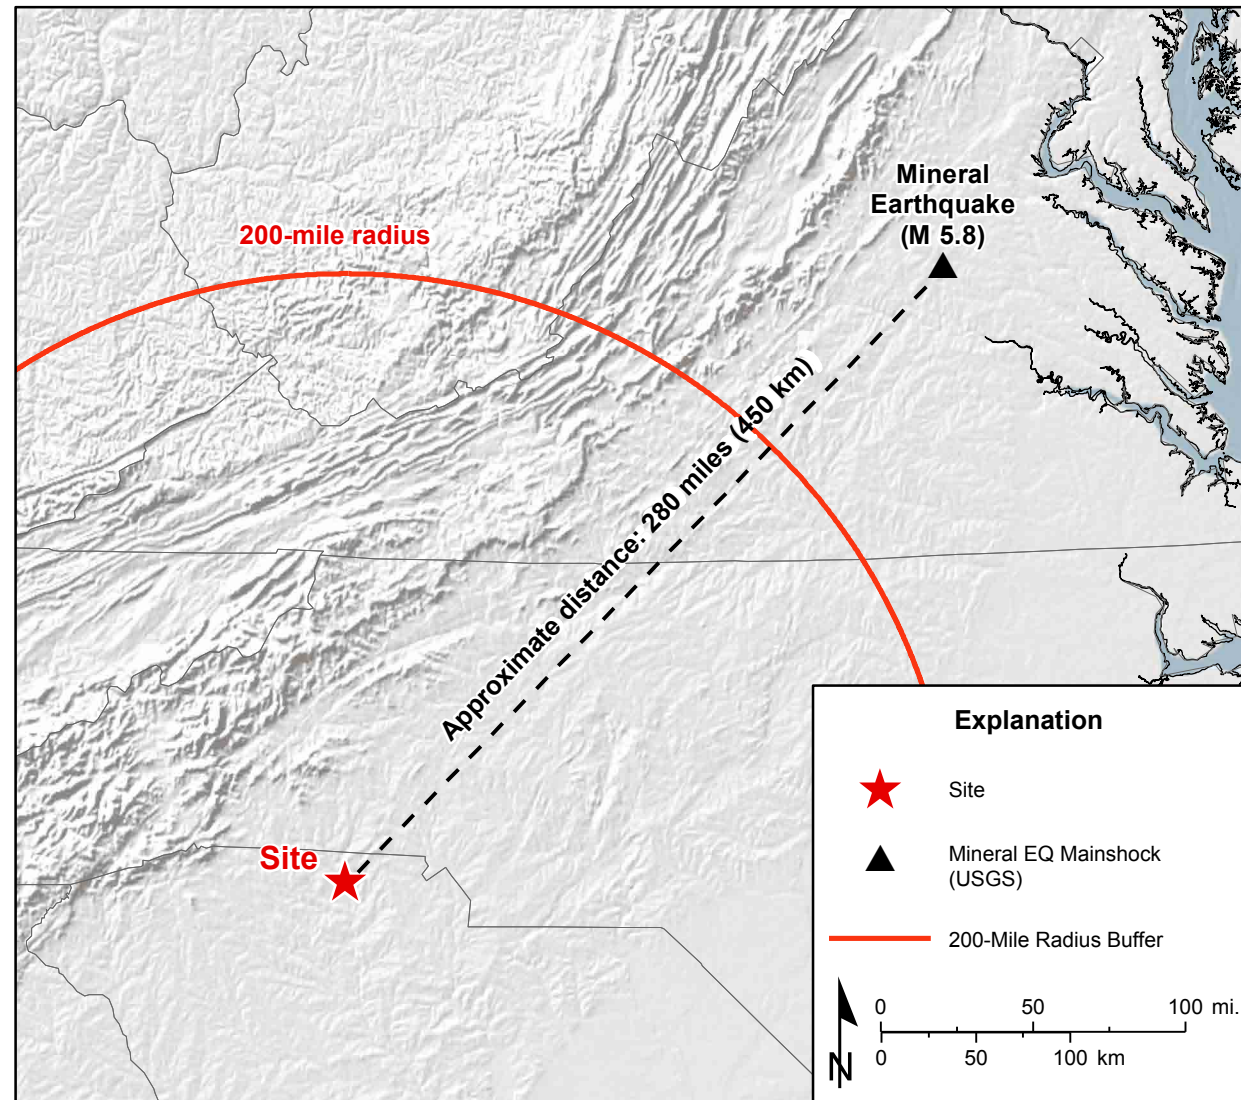 Mineral
Earthquake
(M 5.8)
200-mile radius
Approximate distance: 280 miles (450 km)
Site
Explanation
Site
Mineral EQ Mainshock
(USGS)
200-Mile Radius Buffer
0 50 100 mi.
0 50 100 km
N